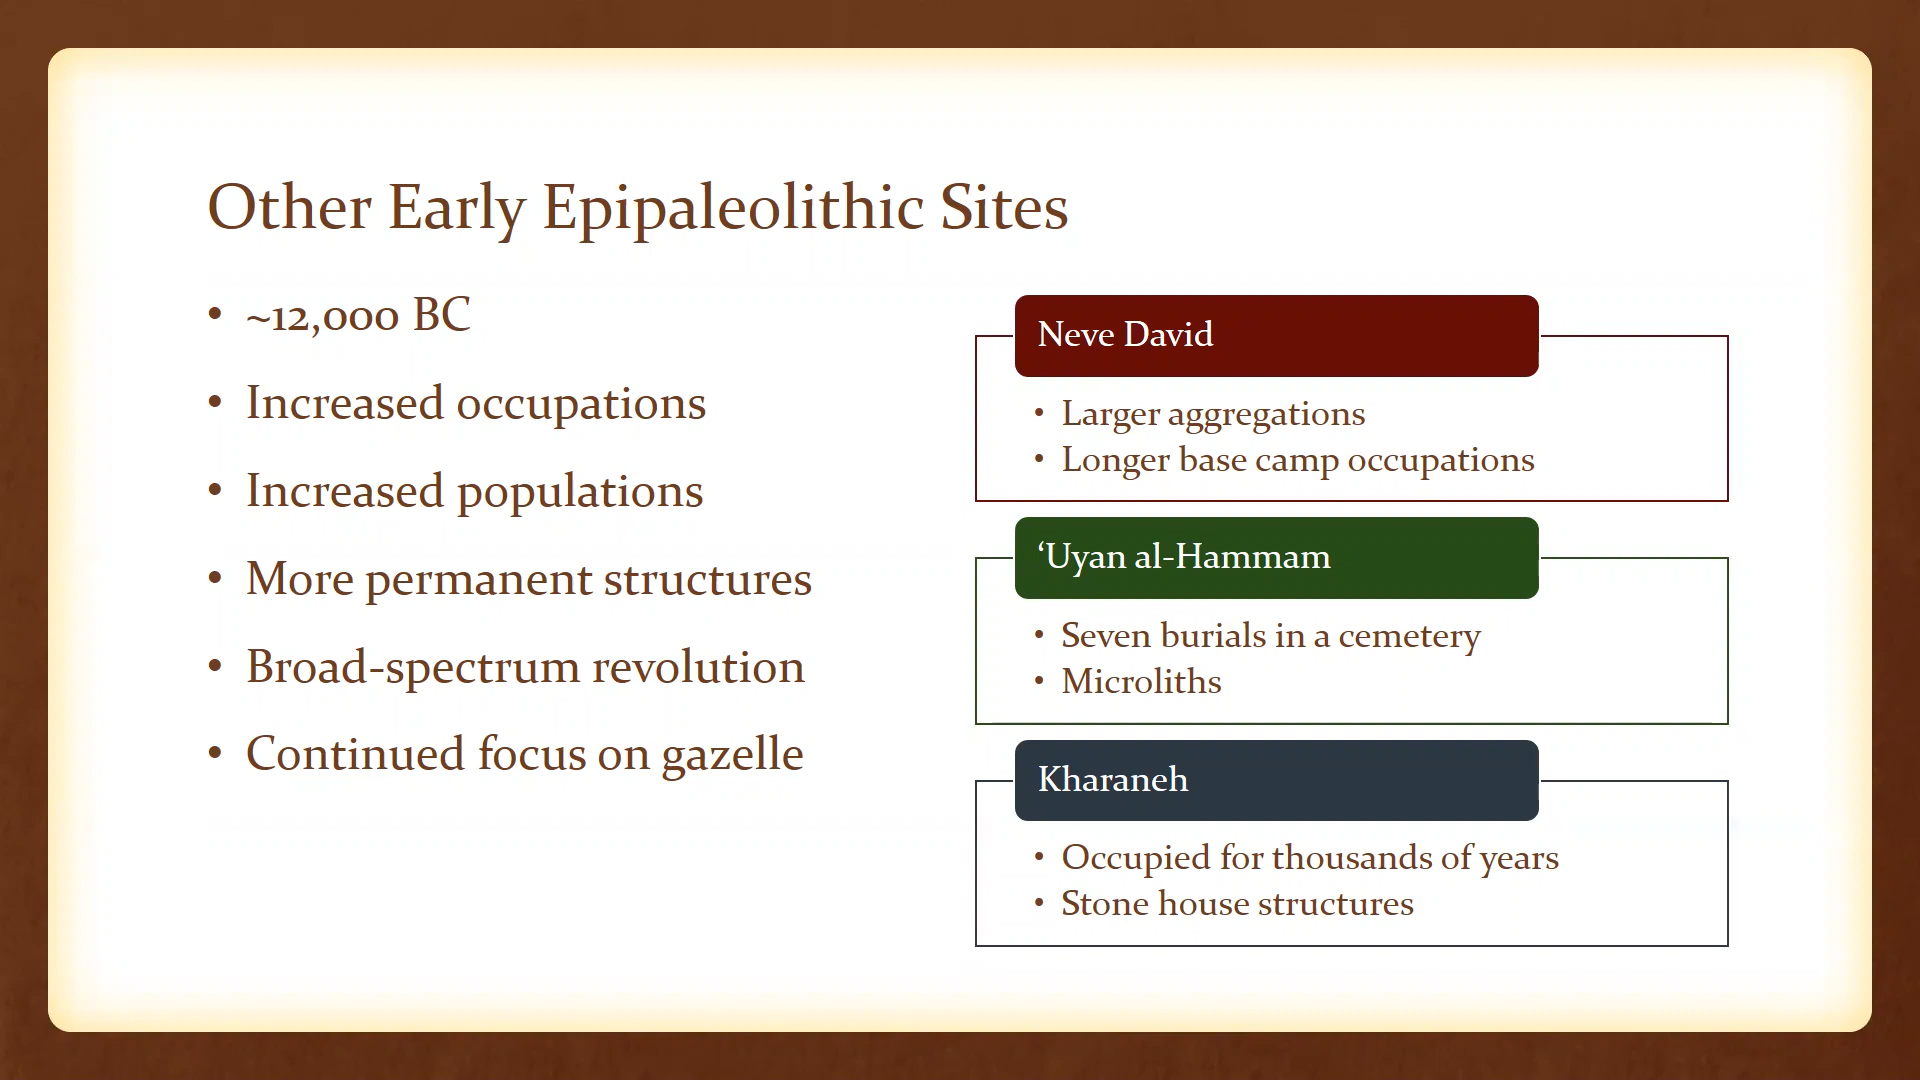 Other Early Epipaleolithic Sites
• ~12,000 BC
• Increased occupations
• Increased populations
• More permanent structures
• Broad-spectrum revolution
• Continued focus on gazelle
Neve David
• Larger aggregations
• Longer base camp occupations
‘Uyan al-Hammam
• Seven burials in a cemetery
• Microliths
Kharaneh
• Occupied for thousands of years
• Stone house structures